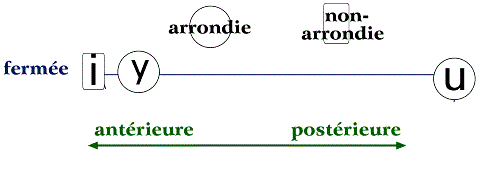 arrondie
non-
arrondie
fermée i y u
antérieure postérieure